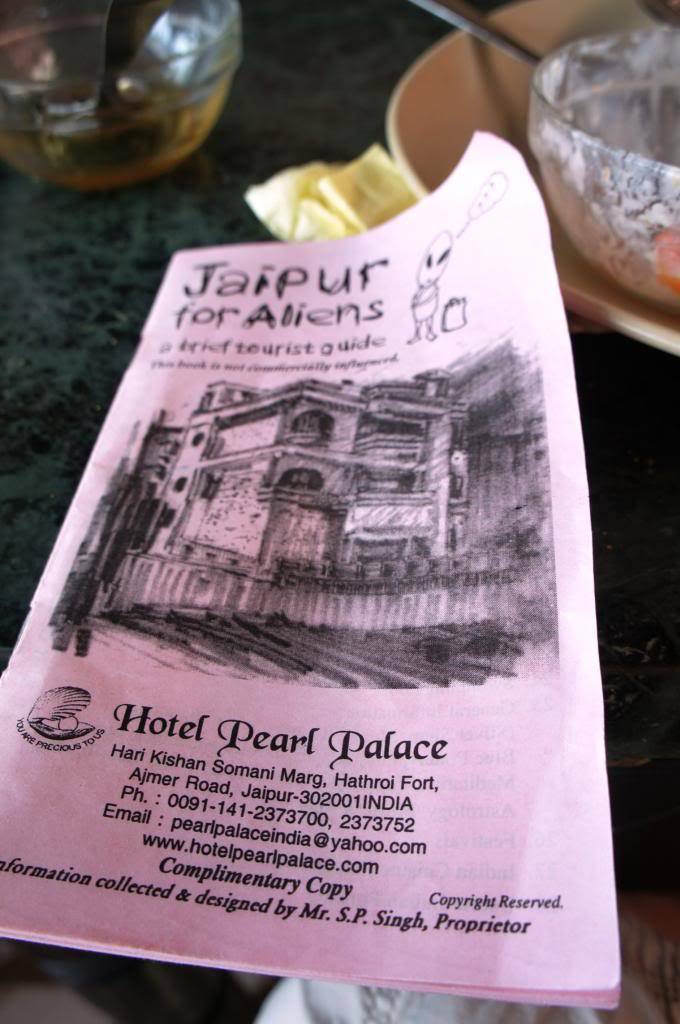 Jaipur
for Aliens
a brief tourist guide
This book is not commercially influenced.
YOU ARE PRECIOUS TO US
Hotel Pearl Palace
Hari Kishan Somani Marg, Hathroi Fort,
Ajmer Road, Jaipur-302001INDIA
Ph. : 0091-141-2373700, 2373752
Email : pearlpalaceindia@yahoo.com
www.hotelpearlpalace.com
Complimentary Copy
Copyright Reserved.
nformation collected & designed by Mr. S.P. Singh, Proprietor